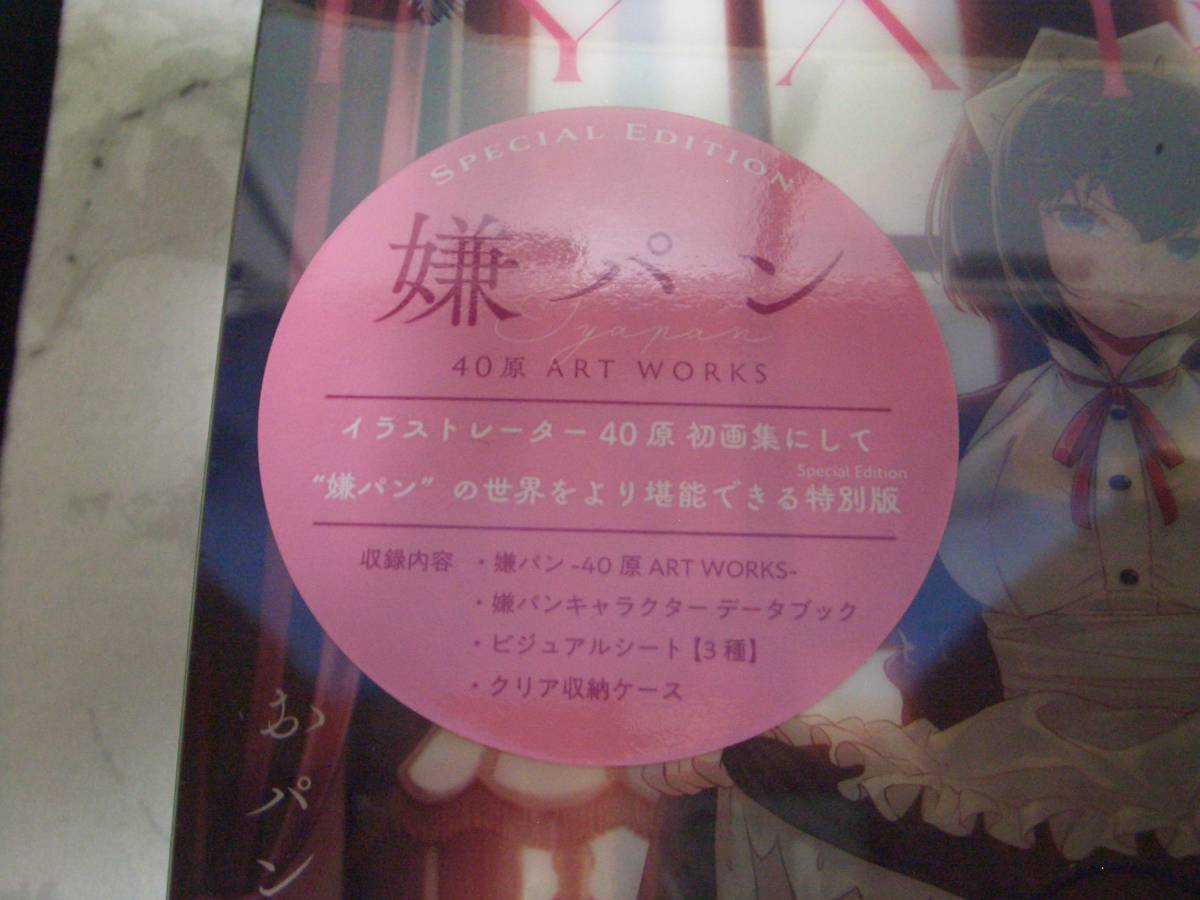 SPECIAL EDITION
嫌パン
Iyapan
40原 ART WORKS
イラストレーター 40原 初画集にして
Special Edition
“嫌パン” の世界をより堪能できる特別版
収録内容 ・嫌パン -40原 ART WORKS-
・嫌パンキャラクター データブック
・ビジュアルシート【3種】
・クリア収納ケース
おパン